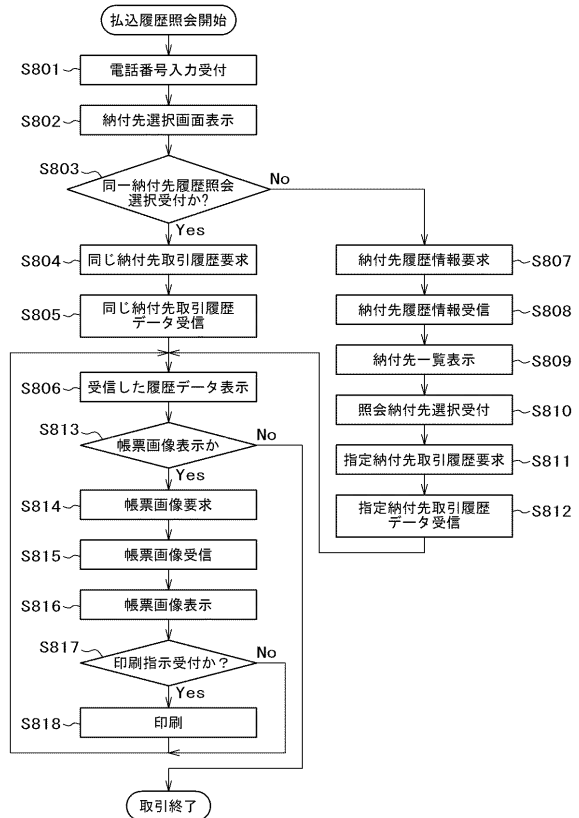 払込履歴照会開始
S801
電話番号入力受付
S802
納付先選択画面表示
S803
同一納付先履歴照会
選択受付か?
No
Yes
S804
同じ納付先取引履歴要求
S805
同じ納付先取引履歴
データ受信
S806
受信した履歴データ表示
S807
納付先履歴情報要求
S808
納付先履歴情報受信
S809
納付先一覧表示
S810
照会納付先選択受付
S811
指定納付先取引履歴要求
S812
指定納付先取引履歴
データ受信
S813
帳票画像表示か
No
Yes
S814
帳票画像要求
S815
帳票画像受信
S816
帳票画像表示
S817
印刷指示受付か?
No
Yes
S818
印刷
取引終了